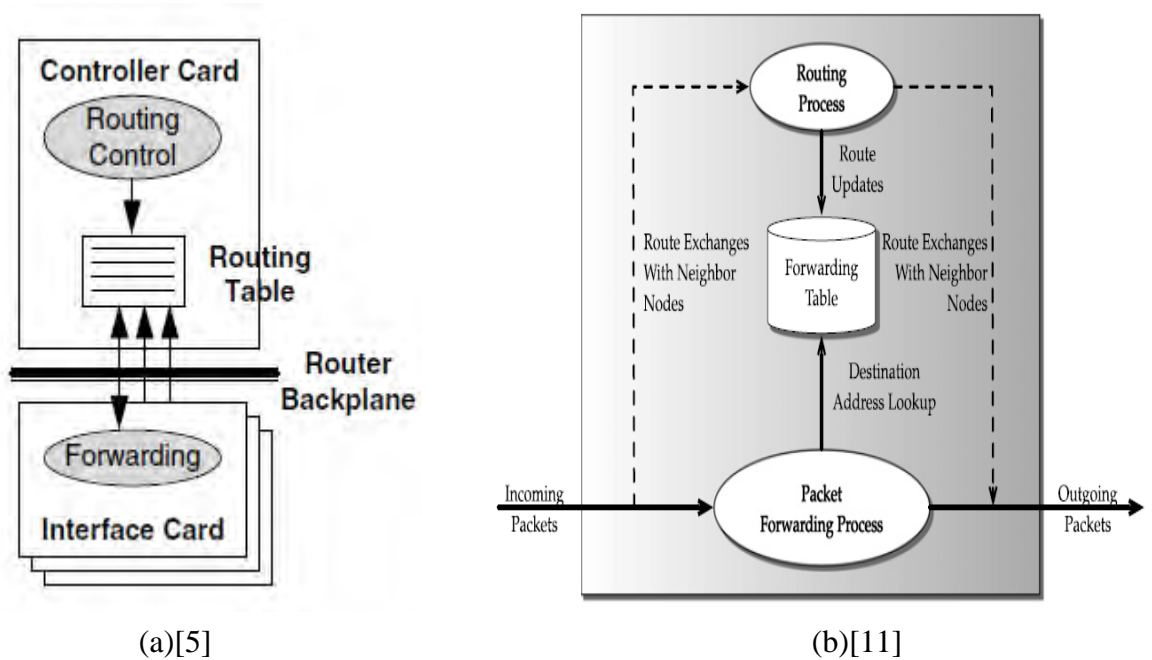 Controller Card
Routing
Control
Routing
Table
Router
Backplane
Forwarding
Interface Card
(a)[5]
Routing
Process
Route
Updates
Route Exchanges
With Neighbor
Nodes
Forwarding
Table
Route Exchanges
With Neighbor
Nodes
Destination
Address Lookup
Incoming
Packets
Packet
Forwarding Process
Outgoing
Packets
(b)[11]